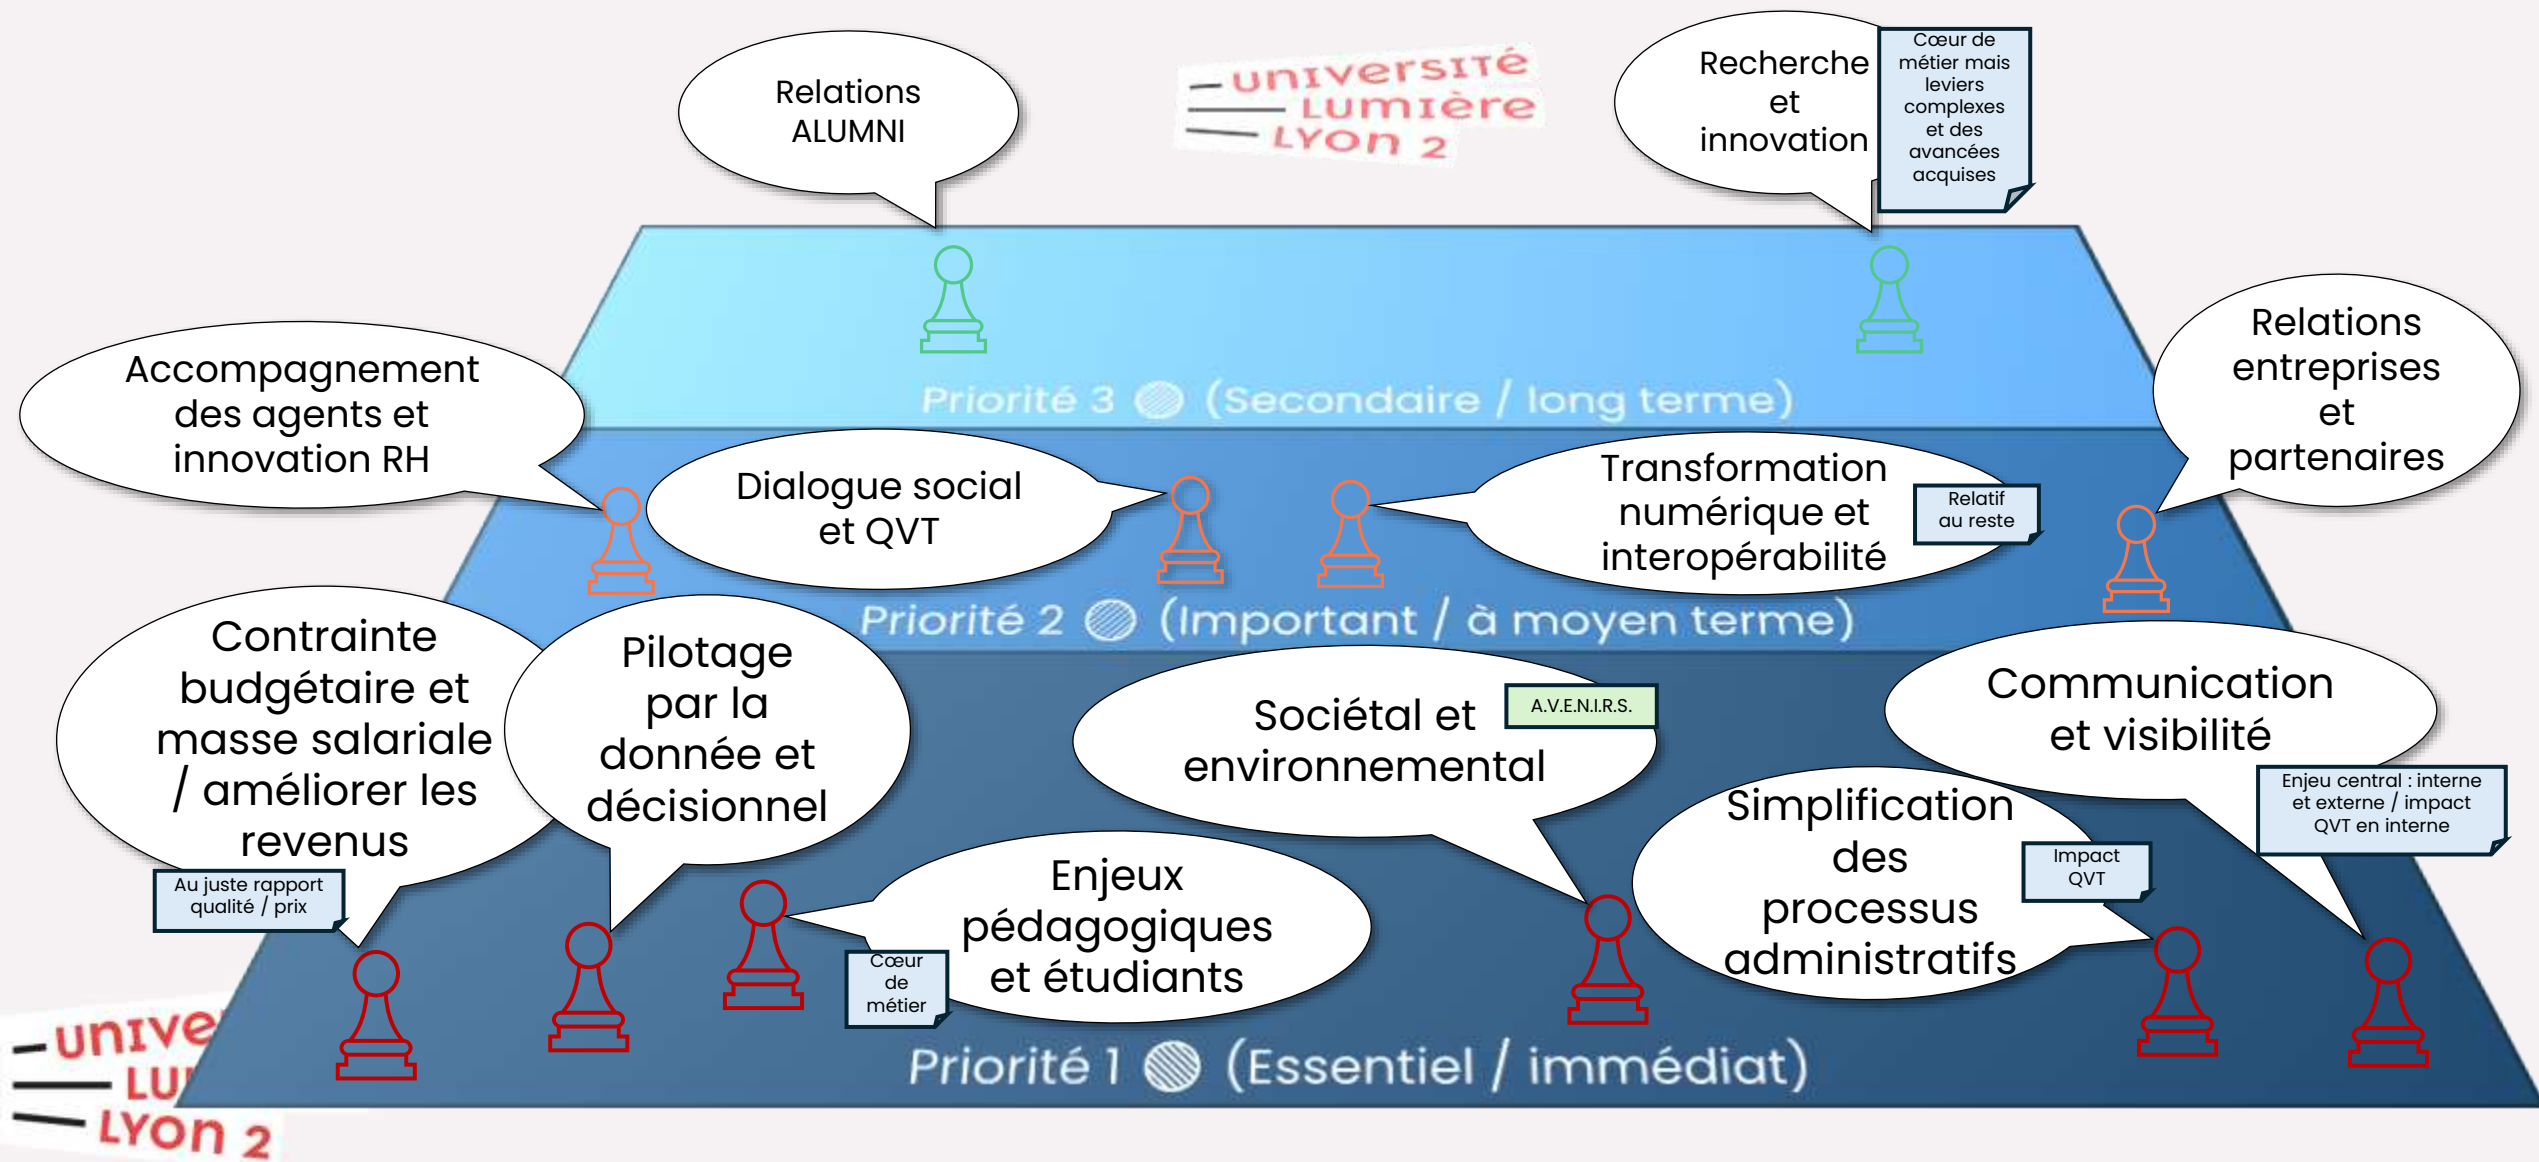 Relations
ALUMNI
université
Lumière
Lyon 2
Recherche
et
innovation
Cœur de
métier mais
leviers
complexes
et des
avancées
acquises
Priorité 3 (Secondaire / long terme)
Accompagnement
des agents et
innovation RH
Dialogue social
et QVT
Transformation
numérique et
interopérabilité
Relatif
au reste
Relations
entreprises
et
partenaires
Priorité 2 (Important / à moyen terme)
Contrainte
budgétaire et
masse salariale
/ améliorer les
revenus
Au juste rapport
qualité / prix
Pilotage
par la
donnée et
décisionnel
Enjeux
pédagogiques
et étudiants
Cœur
de
métier
Sociétal et
environnemental
A.V.E.N.I.R.S.
Simplification
des
processus
administratifs
Impact
QVT
Communication
et visibilité
Enjeu central : interne
et externe / impact
QVT en interne
Priorité 1 (Essentiel / immédiat)
unive
Lu
Lyon 2